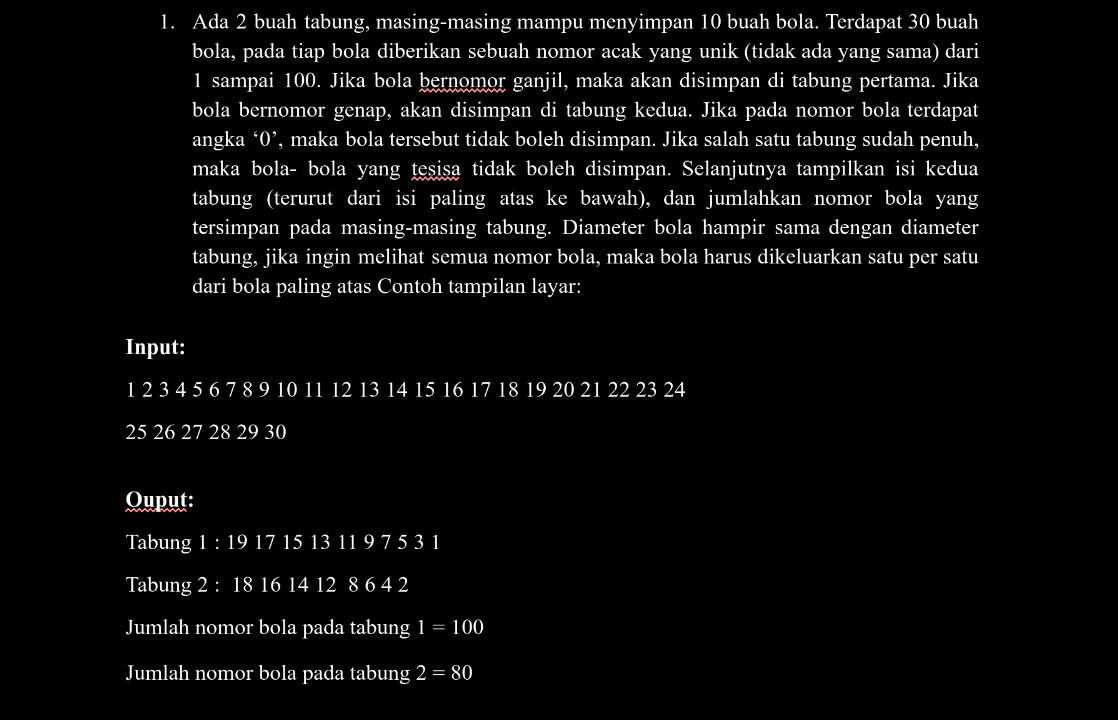 1. Ada 2 buah tabung, masing-masing mampu menyimpan 10 buah bola. Terdapat 30 buah
bola, pada tiap bola diberikan sebuah nomor acak yang unik (tidak ada yang sama) dari
1 sampai 100. Jika bola bernomor ganjil, maka akan disimpan di tabung pertama. Jika
bola bernomor genap, akan disimpan di tabung kedua. Jika pada nomor bola terdapat
angka ‘0’, maka bola tersebut tidak boleh disimpan. Jika salah satu tabung sudah penuh,
maka bola- bola yang tesisa tidak boleh disimpan. Selanjutnya tampilkan isi kedua
tabung (terurut dari isi paling atas ke bawah), dan jumlahkan nomor bola yang
tersimpan pada masing-masing tabung. Diameter bola hampir sama dengan diameter
tabung, jika ingin melihat semua nomor bola, maka bola harus dikeluarkan satu per satu
dari bola paling atas Contoh tampilan layar:
Input:
1 2 3 4 5 6 7 8 9 10 11 12 13 14 15 16 17 18 19 20 21 22 23 24
25 26 27 28 29 30
Ouput:
Tabung 1 : 19 17 15 13 11 9 7 5 3 1
Tabung 2 :  18 16 14 12  8 6 4 2
Jumlah nomor bola pada tabung 1 = 100
Jumlah nomor bola pada tabung 2 = 80